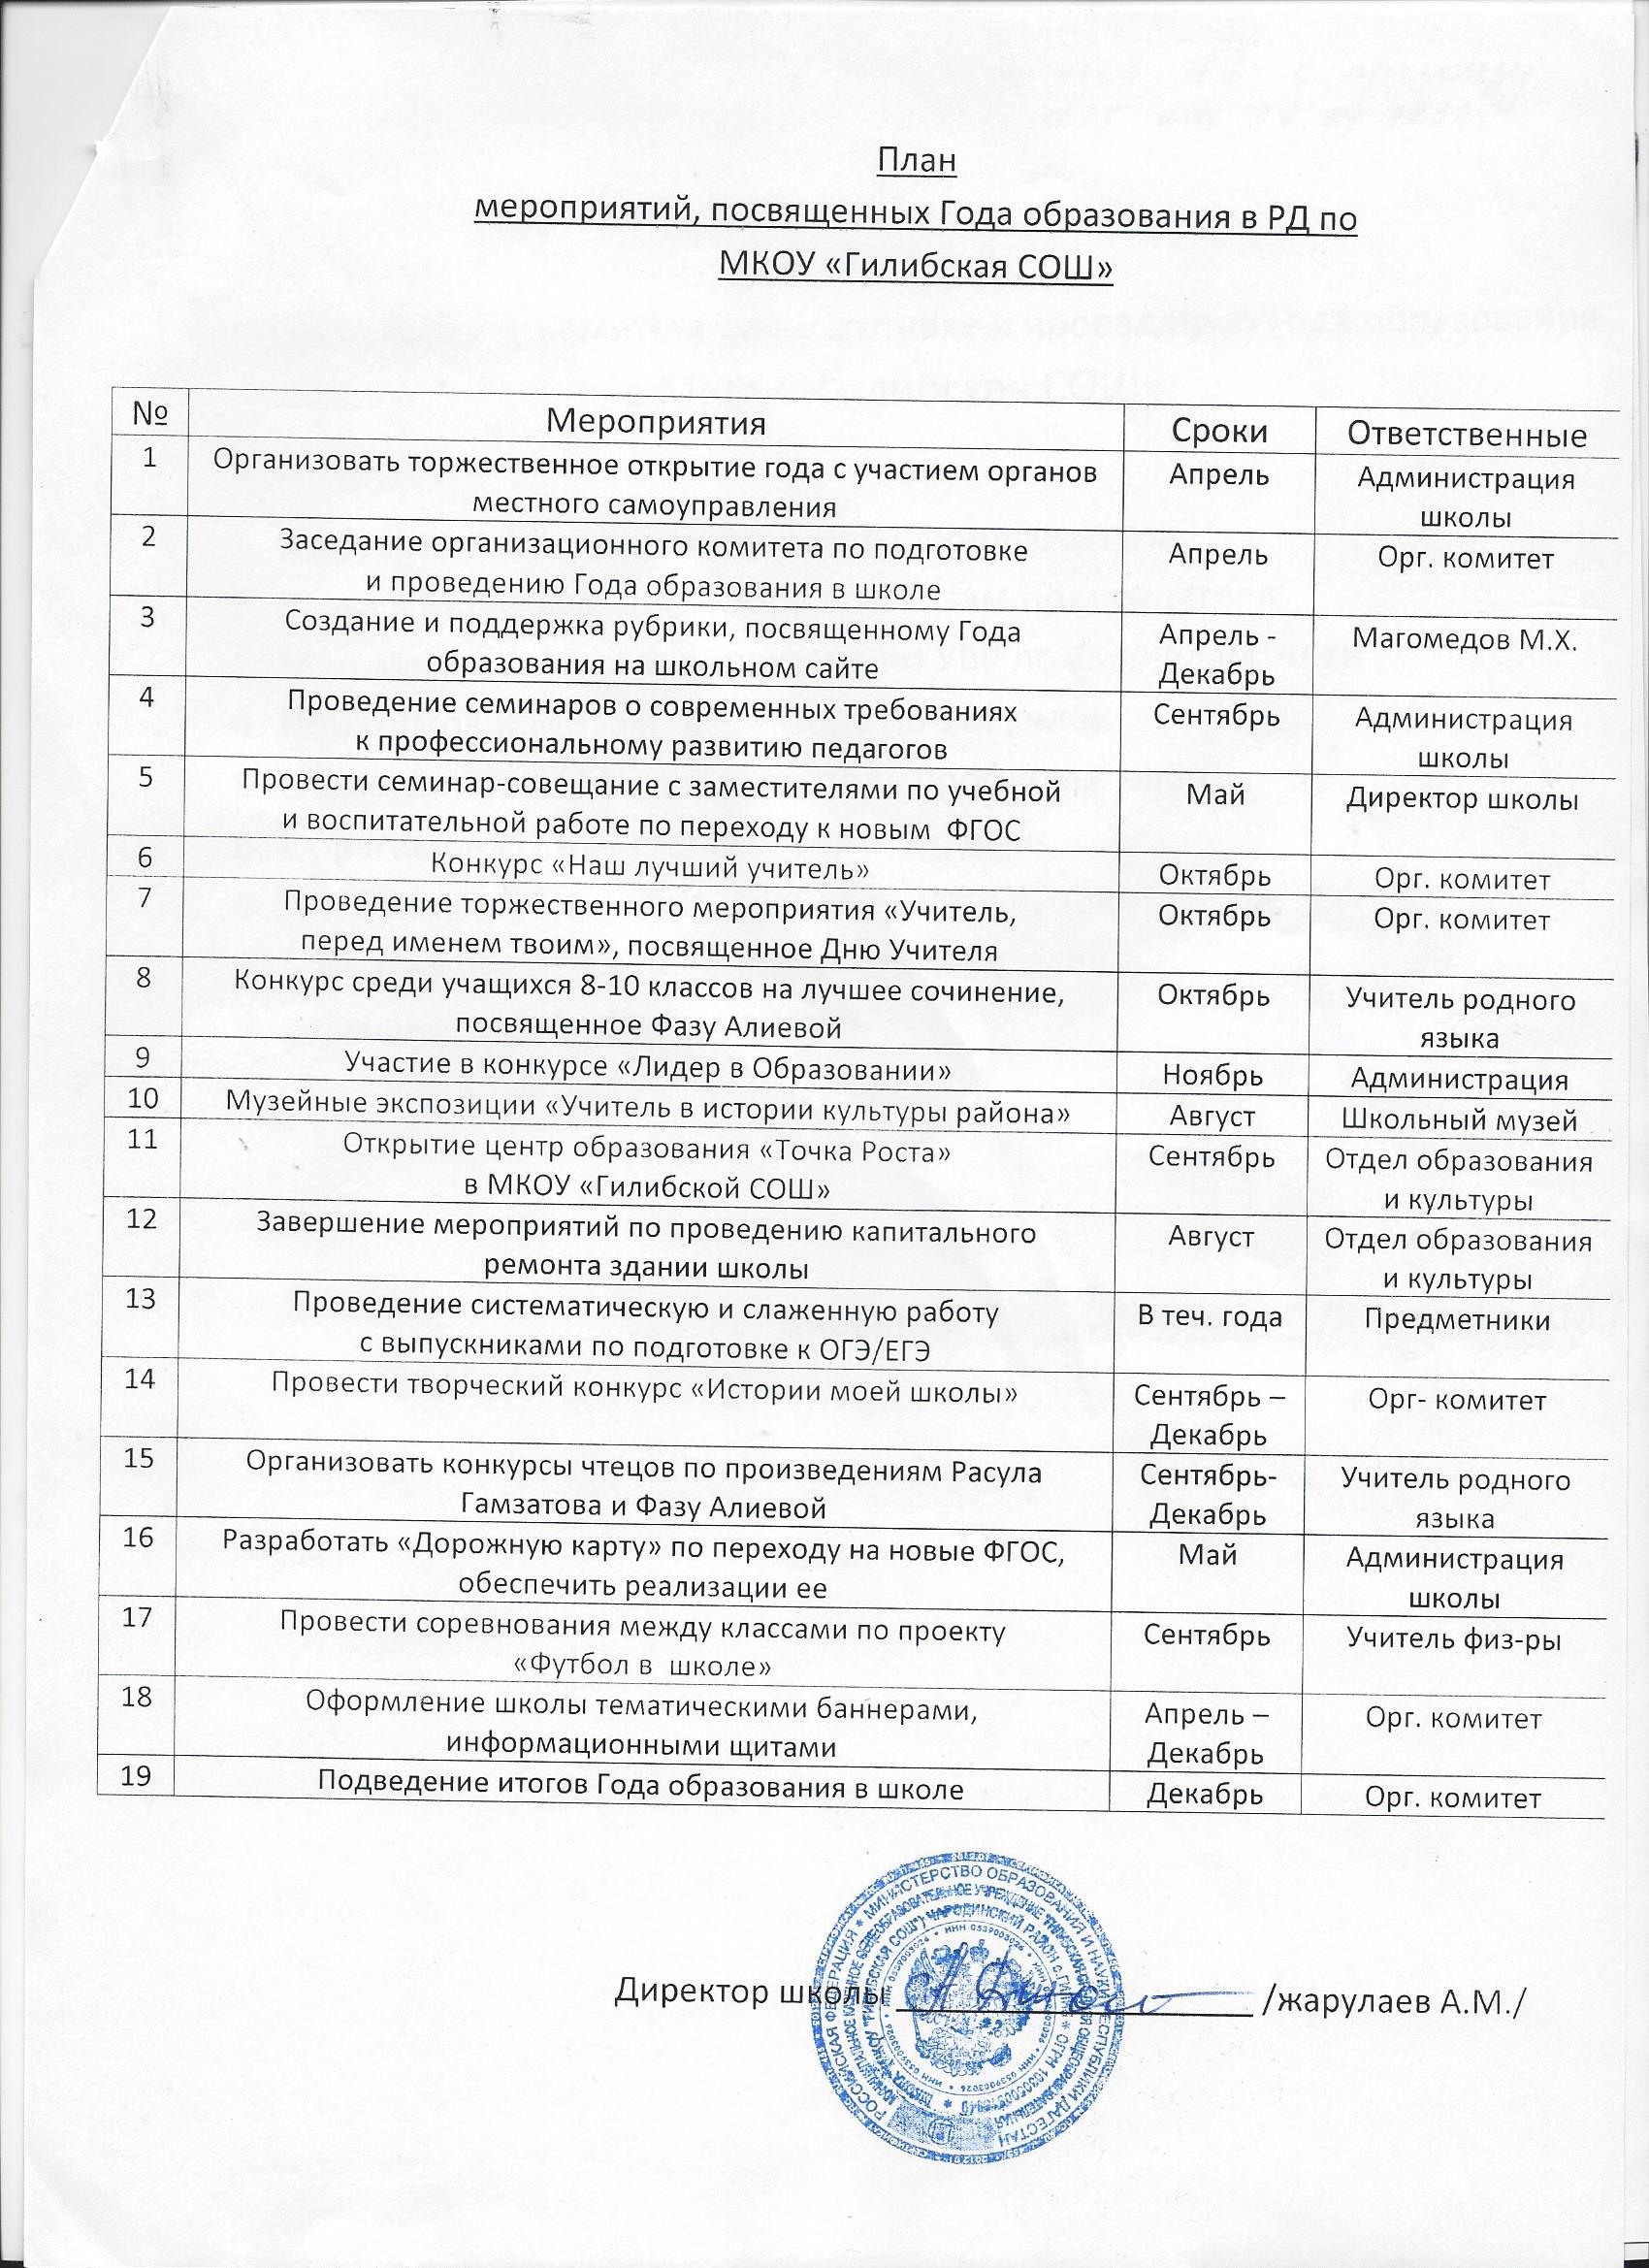 План
мероприятий, посвященных Года образования в РД по
МКОУ «Гилибская СОШ»
№ Мероприятия Сроки Ответственные
1 Организовать торжественное открытие года с участием органов Апрель Администрация
местного самоуправления школы
2 Заседание организационного комитета по подготовке Апрель Орг. комитет
и проведению Года образования в школе
3 Создание и поддержка рубрики, посвященному Года Апрель - Магомедов М.Х.
образования на школьном сайте Декабрь
4 Проведение семинаров о современных требованиях Сентябрь Администрация
к профессиональному развитию педагогов школы
5 Провести семинар-совещание с заместителями по учебной Май Директор школы
и воспитательной работе по переходу к новым ФГОС
6 Конкурс «Наш лучший учитель» Октябрь Орг. комитет
7 Проведение торжественного мероприятия «Учитель, Октябрь Орг. комитет
перед именем твоим», посвященное Дню Учителя
8 Конкурс среди учащихся 8-10 классов на лучшее сочинение, Октябрь Учитель родного
посвященное Фазу Алиевой языка
9 Участие в конкурсе «Лидер в Образовании» Ноябрь Администрация
10 Музейные экспозиции «Учитель в истории культуры района» Август Школьный музей
11 Открытие центр образования «Точка Роста» Сентябрь Отдел образования
в МКОУ «Гилибской СОШ» и культуры
12 Завершение мероприятий по проведению капитального Август Отдел образования
ремонта здании школы и культуры
13 Проведение систематическую и слаженную работу В теч. года Предметники
с выпускниками по подготовке к ОГЭ/ЕГЭ
14 Провести творческий конкурс «Истории моей школы» Сентябрь – Орг- комитет
Декабрь
15 Организовать конкурсы чтецов по произведениям Расула Сентябрь- Учитель родного
Гамзатова и Фазу Алиевой Декабрь языка
16 Разработать «Дорожную карту» по переходу на новые ФГОС, Май Администрация
обеспечить реализации ее школы
17 Провести соревнования между классами по проекту Сентябрь Учитель физ-ры
«Футбол в школе»
18 Оформление школы тематическими баннерами, Апрель – Орг. комитет
информационными щитами Декабрь
19 Подведение итогов Года образования в школе Декабрь Орг. комитет
Директор школы /жарулаев А.М./
РОССИЙСКАЯ ФЕДЕРАЦИЯ * МИНИСТЕРСТВО ОБРАЗОВАНИЯ И НАУКИ РЕСПУБЛИКИ ДАГЕСТАН
ИНН 0539003026